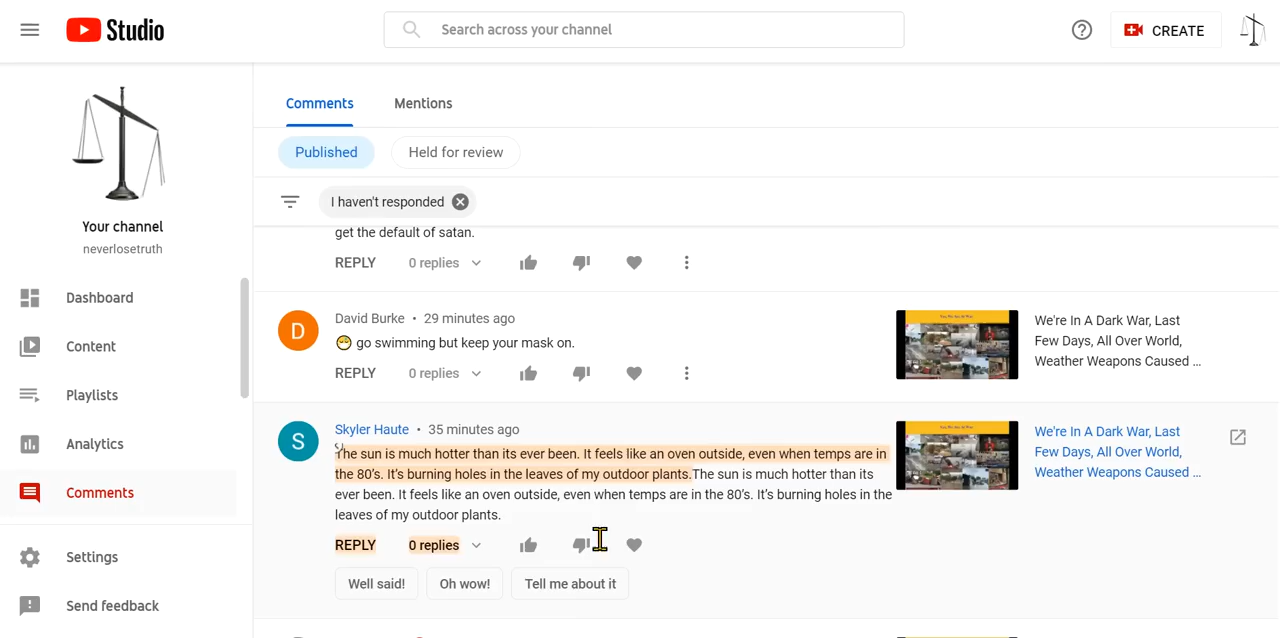 Studio
Search across your channel
CREATE
Your channel
neverlosetruth
Dashboard
Content
Playlists
Analytics
Comments
Settings
Send feedback
Comments
Mentions
Published
Held for review
I haven't responded
get the default of satan.
REPLY
0 replies
David Burke • 29 minutes ago
😷 go swimming but keep your mask on.
REPLY
0 replies
We're In A Dark War, Last
Few Days, All Over World,
Weather Weapons Caused ...
Skyler Haute • 35 minutes ago
The sun is much hotter than its ever been. It feels like an oven outside, even when temps are in
the 80's. It's burning holes in the leaves of my outdoor plants.The sun is much hotter than its
ever been. It feels like an oven outside, even when temps are in the 80's. It's burning holes in the
leaves of my outdoor plants.
REPLY
0 replies
Well said!
Oh wow!
Tell me about it
We're In A Dark War, Last
Few Days, All Over World,
Weather Weapons Caused ...
D
S